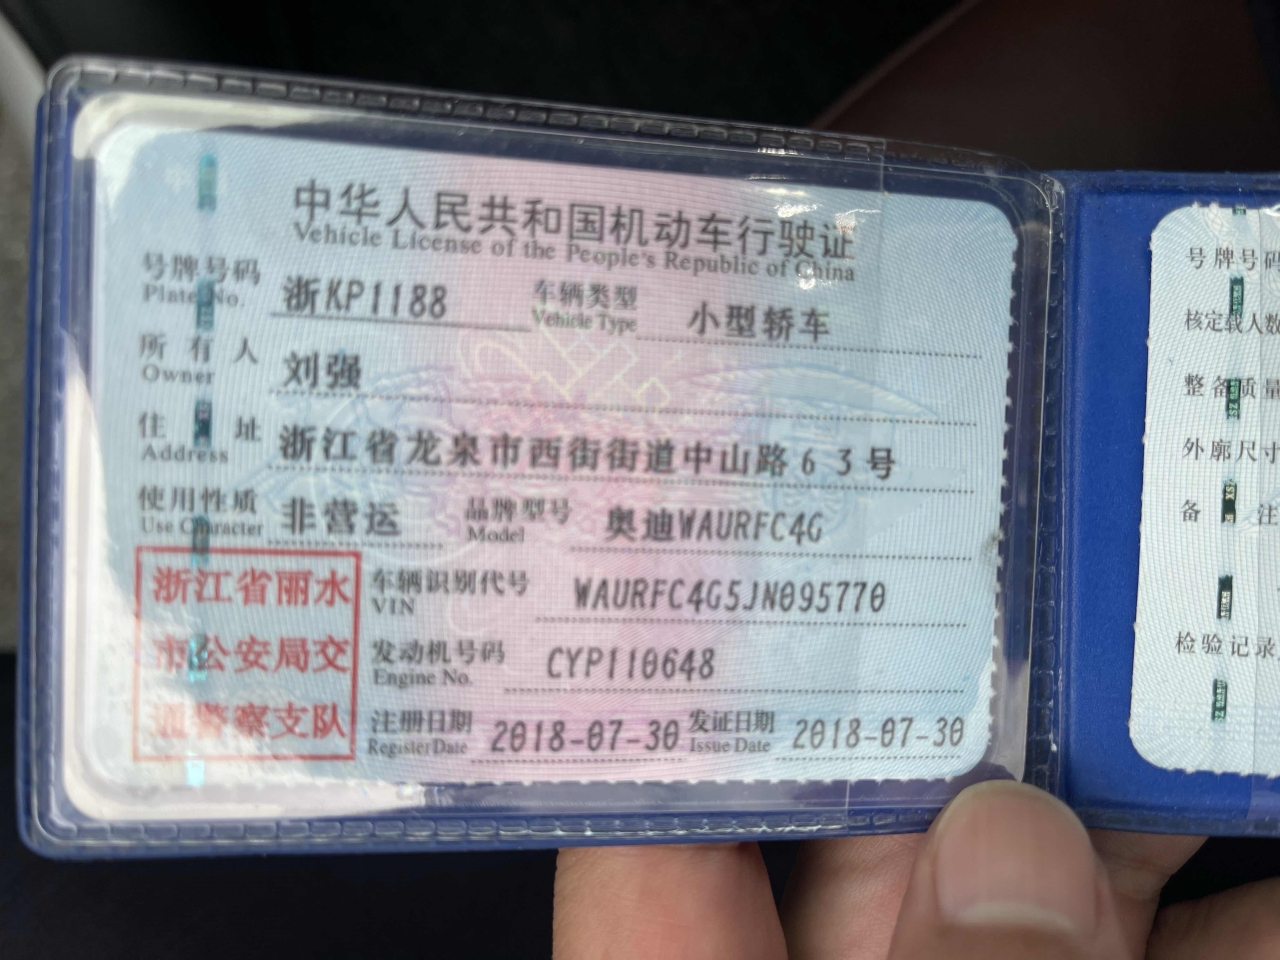 中华人民共和国机动车行驶证
Vehicle License of the People's Republic of China
号牌号码 浙KP1188 车辆类型 小型轿车
Plate No. Vehicle Type
所有人 刘强
Owner
住址 浙江省龙泉市西街街道中山路63号
Address
使用性质 非营运 品牌型号 奥迪WAURFC4G
Use Character Model
浙江省丽水
市公安局交
通警察支队
车辆识别代号 WAURFC4G5JN095770
VIN
发动机号码 CYP110648
Engine No.
注册日期 2018-07-30 发证日期 2018-07-30
Register Date Issue Date
号牌号码
核定载人数
整备质量
外廓尺寸
备注
检验记录